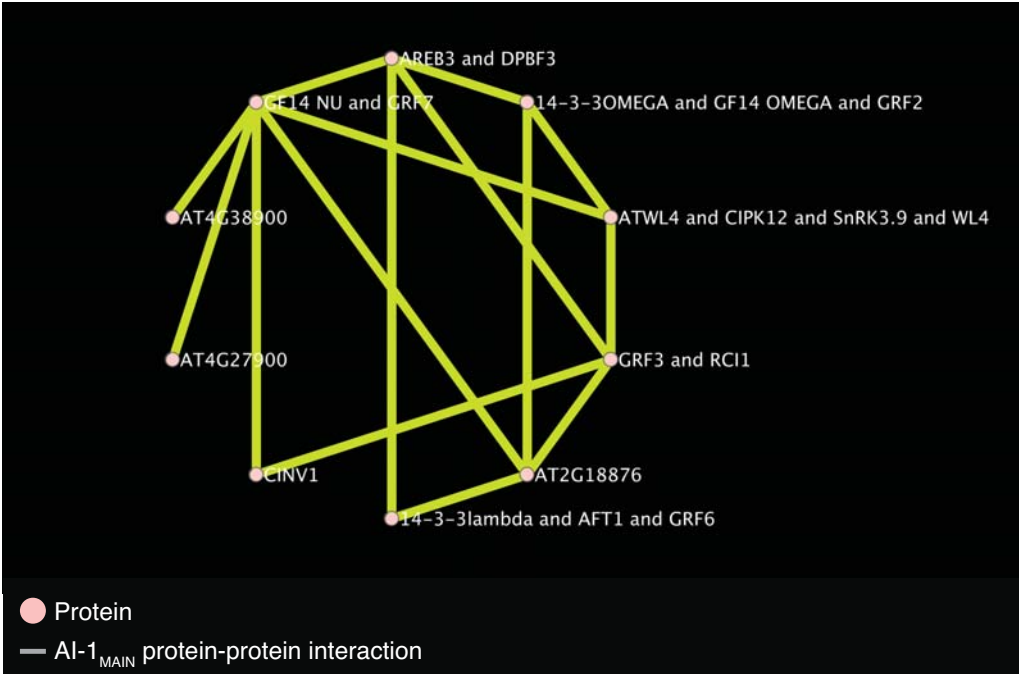 AREB3 and DPBF3
GF14 NU and GRF7
14-3-3OMEGA and GF14 OMEGA and GRF2
AT4G38900
ATWL4 and CIPK12 and SnRK3.9 and WL4
AT4G27900
GRF3 and RCI1
CINV1
AT2G18876
14-3-3lambda and AFT1 and GRF6
Protein
AI-1MAIN protein-protein interaction